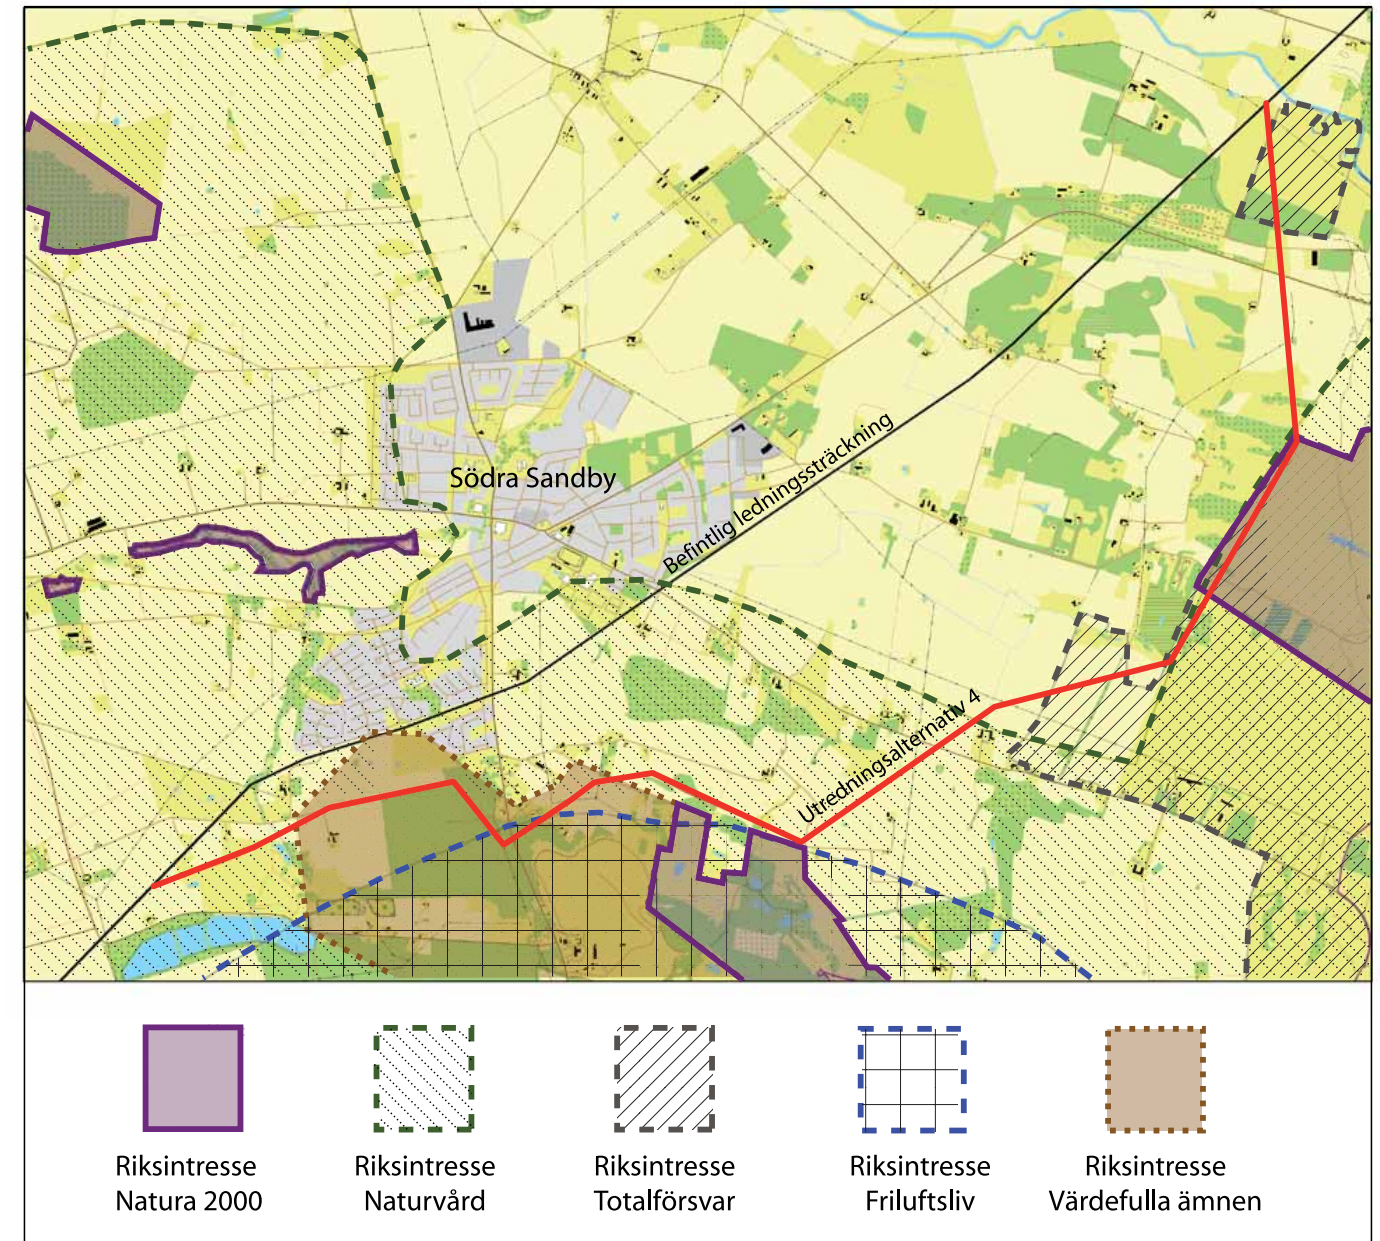 Södra Sandby
Befintlig ledningssträckning
Utredningsalternativ 4
Riksintresse
Natura 2000
Riksintresse
Naturvård
Riksintresse
Totalförsvar
Riksintresse
Friluftsliv
Riksintresse
Värdefulla ämnen